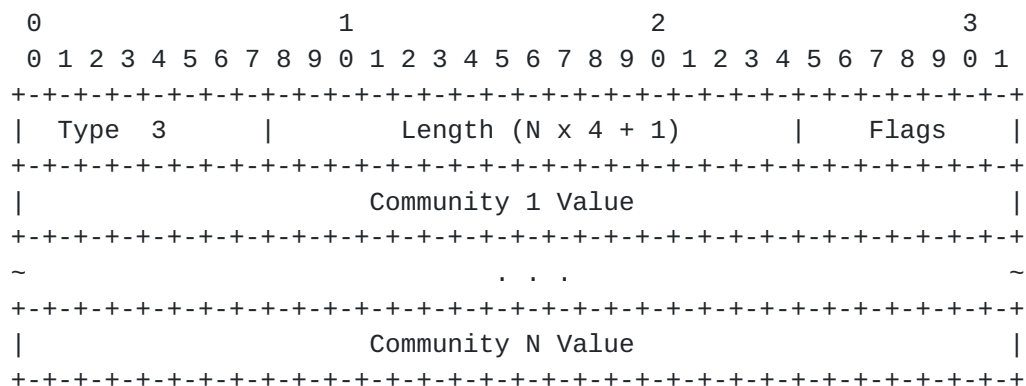 0                   1                   2                   3
 0 1 2 3 4 5 6 7 8 9 0 1 2 3 4 5 6 7 8 9 0 1 2 3 4 5 6 7 8 9 0 1
+-+-+-+-+-+-+-+-+-+-+-+-+-+-+-+-+-+-+-+-+-+-+-+-+-+-+-+-+-+-+-+-+
|  Type  3      |        Length (N x 4 + 1)       |    Flags    |
+-+-+-+-+-+-+-+-+-+-+-+-+-+-+-+-+-+-+-+-+-+-+-+-+-+-+-+-+-+-+-+-+
|                      Community 1 Value                        |
+-+-+-+-+-+-+-+-+-+-+-+-+-+-+-+-+-+-+-+-+-+-+-+-+-+-+-+-+-+-+-+-+
~                              . . .                            ~
+-+-+-+-+-+-+-+-+-+-+-+-+-+-+-+-+-+-+-+-+-+-+-+-+-+-+-+-+-+-+-+-+
|                      Community N Value                        |
+-+-+-+-+-+-+-+-+-+-+-+-+-+-+-+-+-+-+-+-+-+-+-+-+-+-+-+-+-+-+-+-+